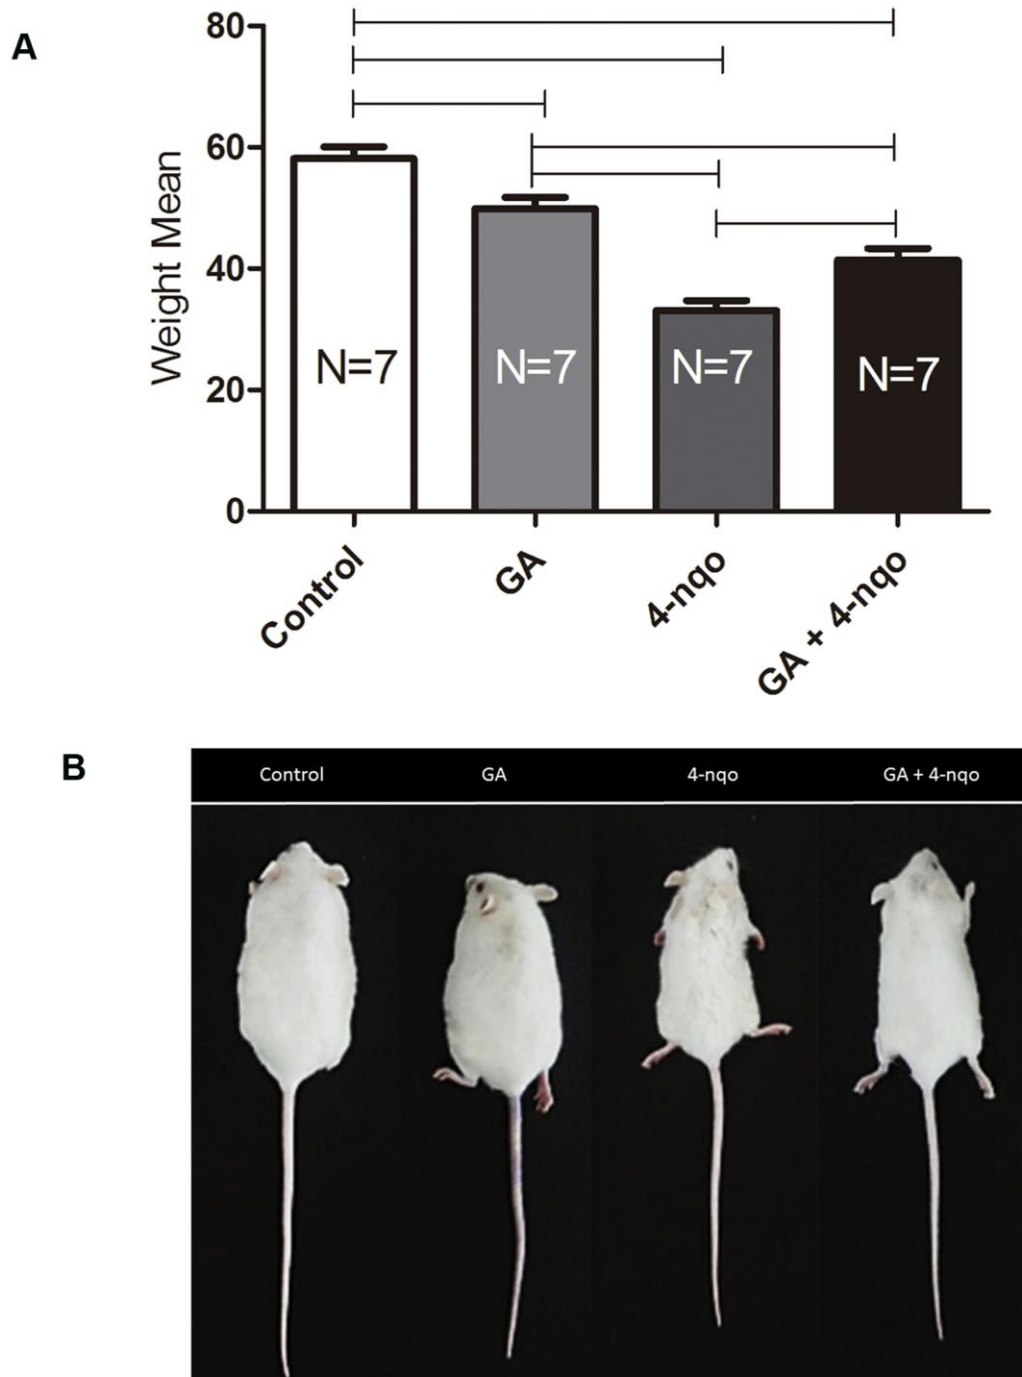 A
80
60
40
20
0
Weight Mean
N=7
N=7
N=7
N=7
Control
GA
4-nqo
GA + 4-nqo
B
Control
GA
4-nqo
GA + 4-nqo